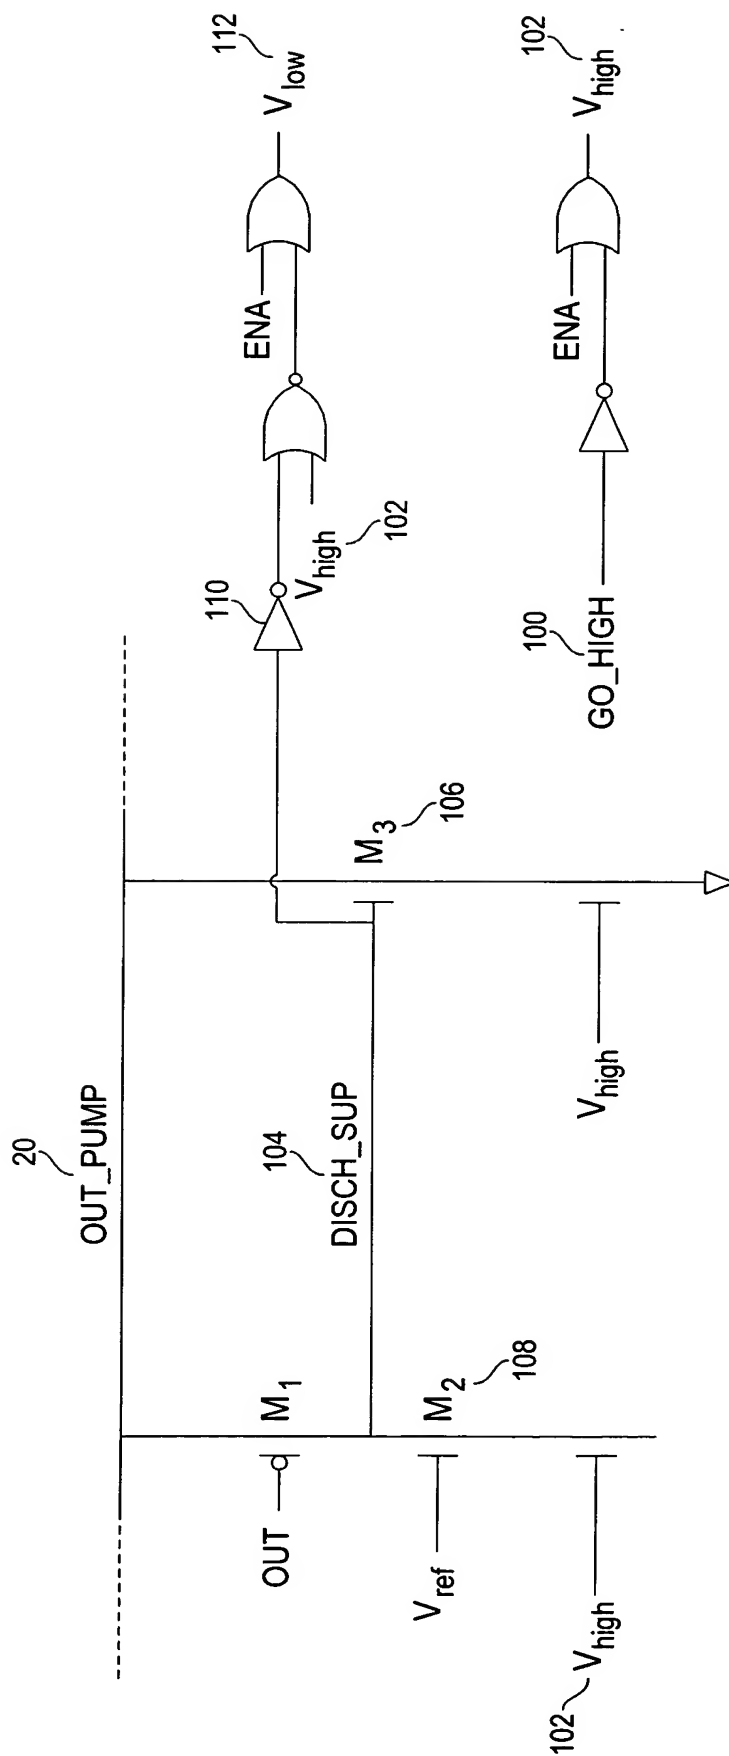 20
OUT_PUMP
OUT
M1
DISCH_SUP
104
Vref
M2
108
102
Vhigh
M3
106
Vhigh
110
Vhigh
102
ENA
Vlow
112
100
GO_HIGH
ENA
Vhigh
102